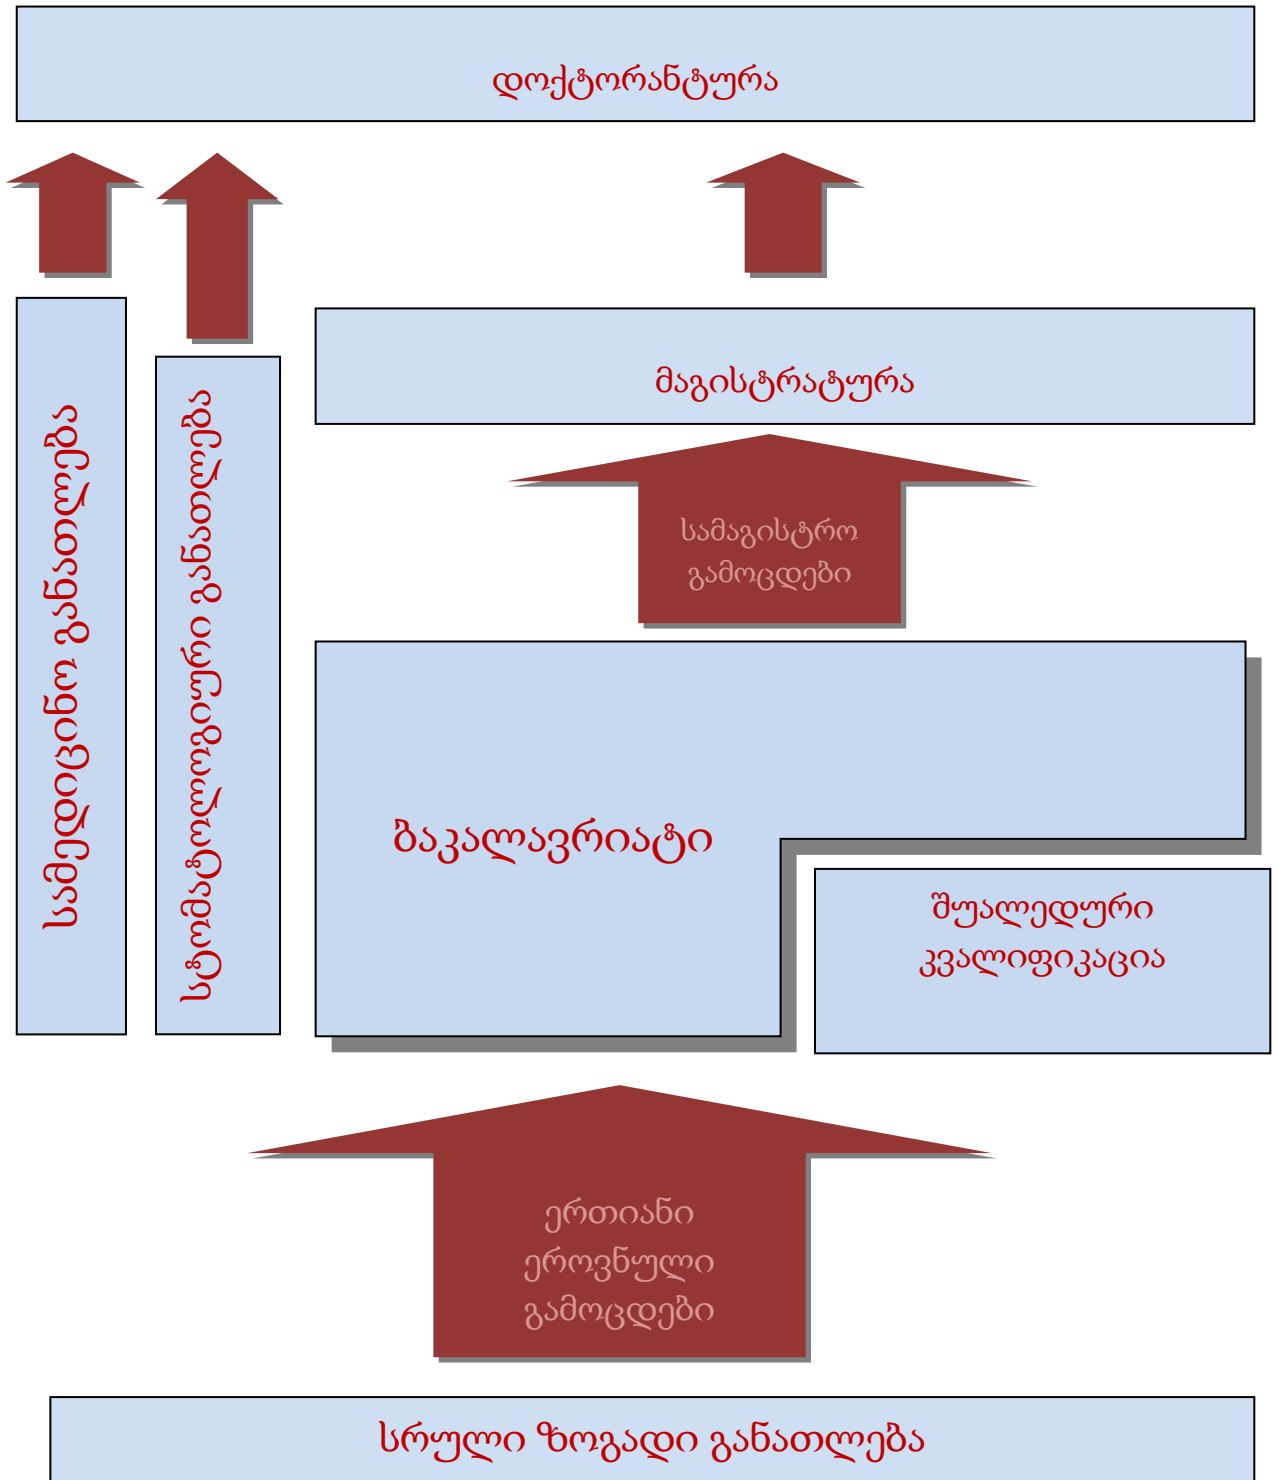 დოქტორანტურა
მაგისტრატურა
სამაგისტრო
გამოცდები
სამედიცინო განათლება
სტომატოლოგიური განათლება
ბაკალავრიატი
შუალედური
კვალიფიკაცია
ერთიანი
ეროვნული
გამოცდები
სრული ზოგადი განათლება